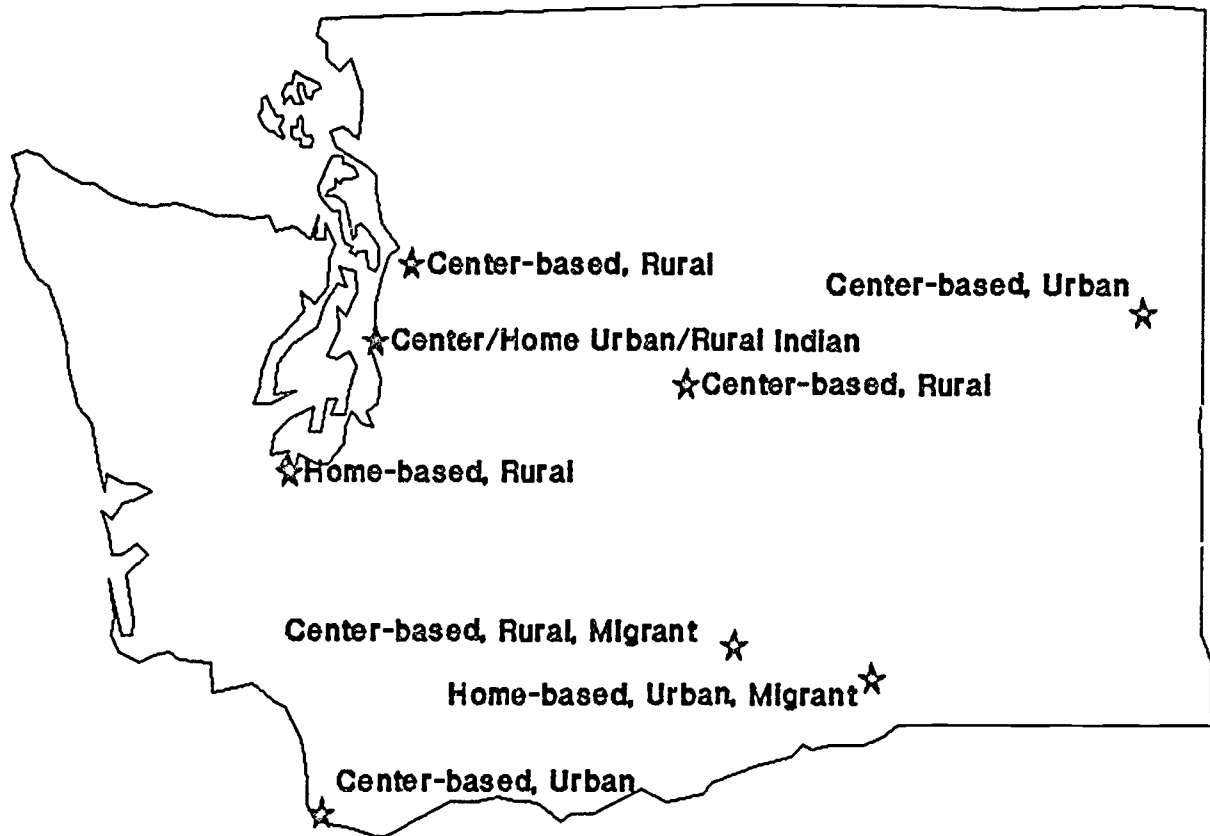 Center-based, Rural
Center-based, Urban
Center/Home Urban/Rural Indian
Center-based, Rural
Home-based, Rural
Center-based, Rural, Migrant
Home-based, Urban, Migrant
Center-based, Urban